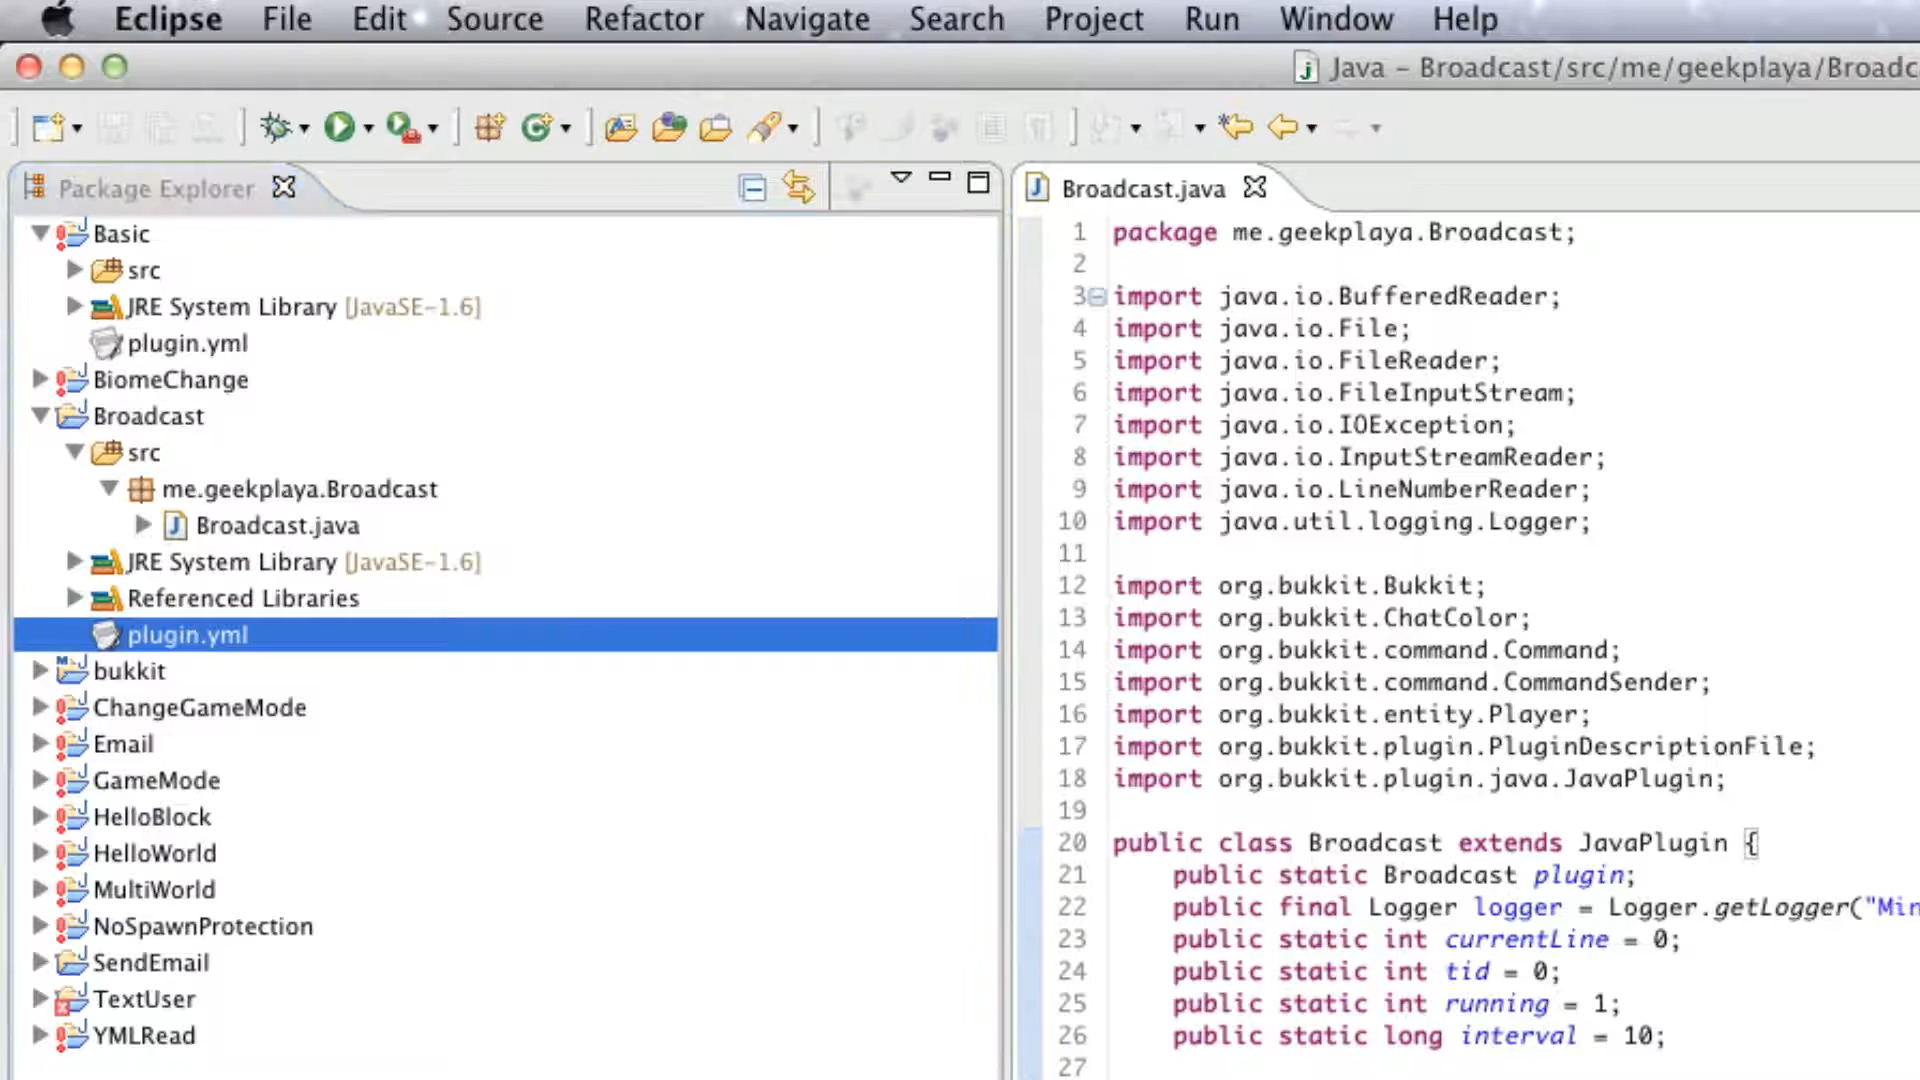 Eclipse File Edit Source Refactor Navigate Search Project Run Window Help
Java – Broadcast/src/me/geekplaya/Broadc
Package Explorer
Basic
src
JRE System Library [JavaSE-1.6]
plugin.yml
BiomeChange
Broadcast
src
me.geekplaya.Broadcast
Broadcast.java
JRE System Library [JavaSE-1.6]
Referenced Libraries
plugin.yml
bukkit
ChangeGameMode
Email
GameMode
HelloBlock
HelloWorld
MultiWorld
NoSpawnProtection
SendEmail
TextUser
YMLRead
Broadcast.java
1 package me.geekplaya.Broadcast;
2
3 import java.io.BufferedReader;
4 import java.io.File;
5 import java.io.FileReader;
6 import java.io.FileInputStream;
7 import java.io.IOException;
8 import java.io.InputStreamReader;
9 import java.io.LineNumberReader;
10 import java.util.logging.Logger;
11
12 import org.bukkit.Bukkit;
13 import org.bukkit.ChatColor;
14 import org.bukkit.command.Command;
15 import org.bukkit.command.CommandSender;
16 import org.bukkit.entity.Player;
17 import org.bukkit.plugin.PluginDescriptionFile;
18 import org.bukkit.plugin.java.JavaPlugin;
19
20 public class Broadcast extends JavaPlugin {
21 public static Broadcast plugin;
22 public final Logger logger = Logger.getLogger("Min
23 public static int currentLine = 0;
24 public static int tid = 0;
25 public static int running = 1;
26 public static long interval = 10;
27